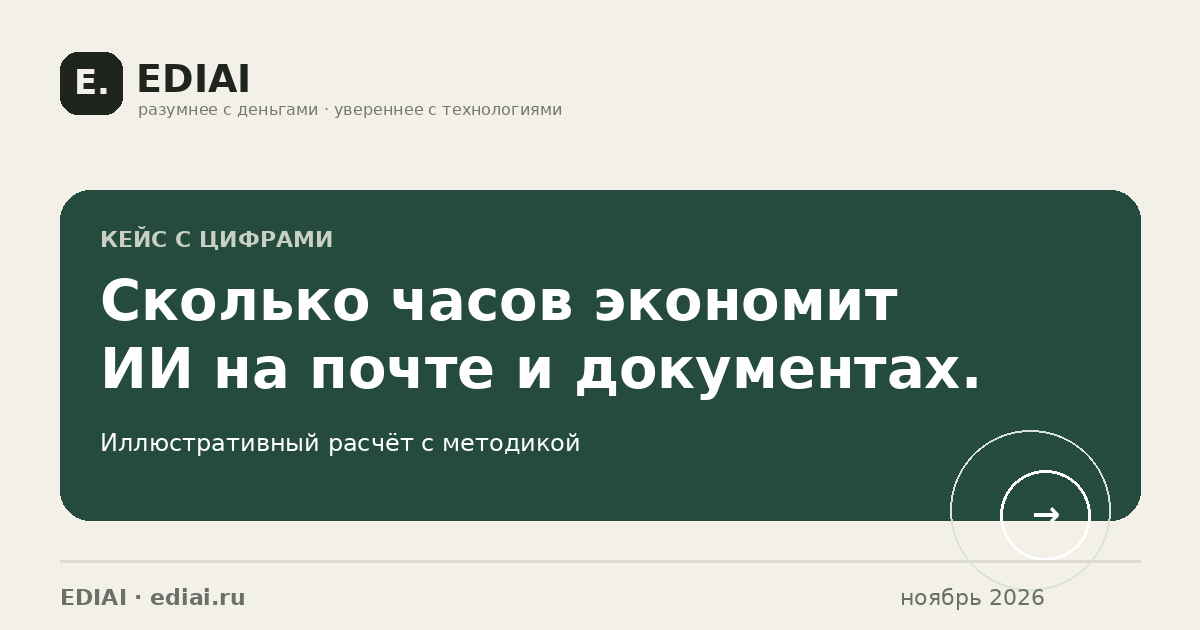 E.
EDIAI
разумнее с деньгами · увереннее с технологиями
КЕЙС С ЦИФРАМИ
Сколько часов экономит
ИИ на почте и документах.
Иллюстративный расчёт с методикой
→
EDIAI · ediai.ru
ноябрь 2026